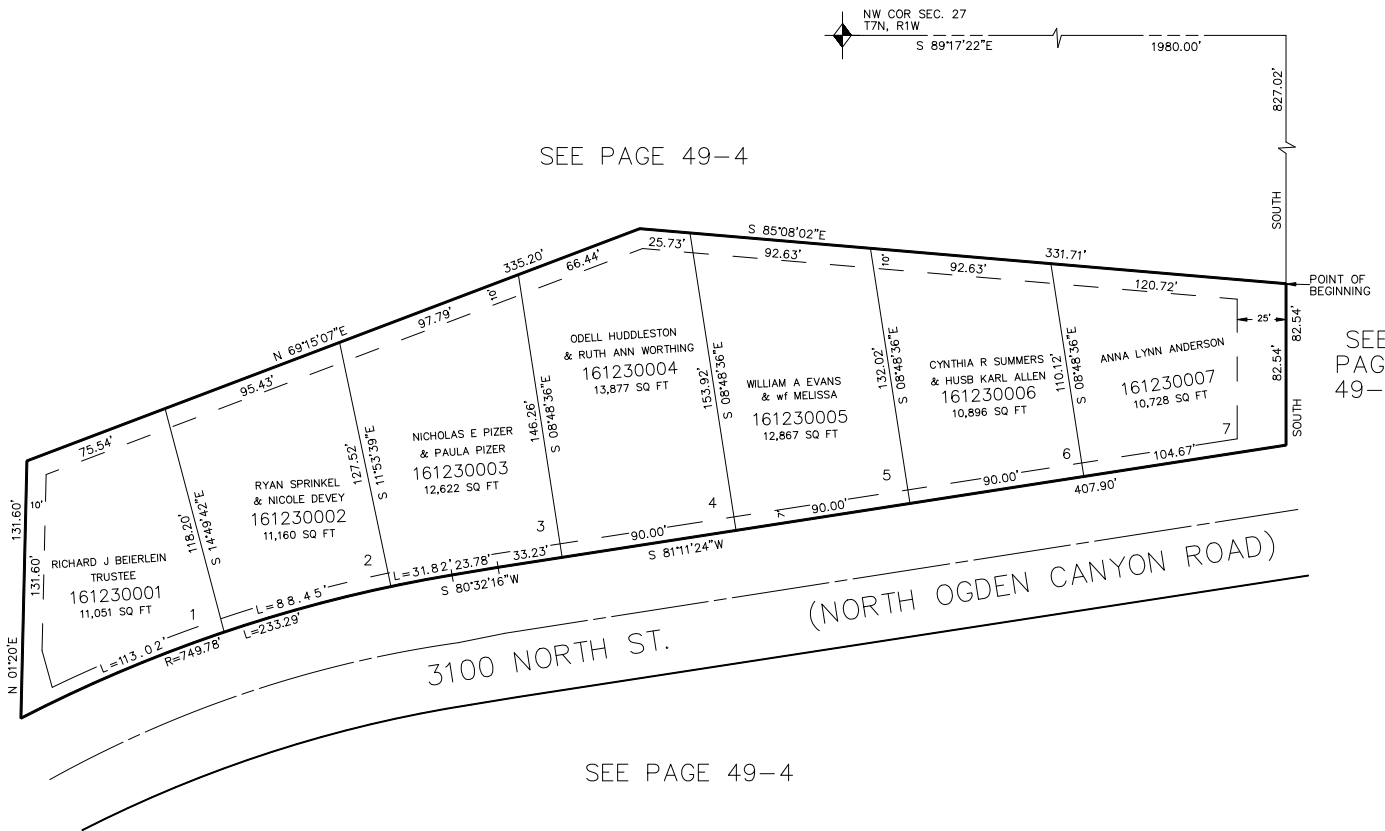 NW COR SEC. 27
T7N, R1W
S 89°17'22"E
1980.00'
827.02'
SOUTH
SEE PAGE 49-4
S 85°08'02"E
331.71'
25.73'
92.63'
10'
92.63'
120.72'
POINT OF
BEGINNING
25'
82.54'
82.54'
SOUTH
SEE
PAG
49-
N 69°15'07"E
335.20'
66.44'
10'
97.79'
95.43'
75.54'
10'
131.60'
131.60'
N 01°20'E
RICHARD J BEIERLEIN
TRUSTEE
161230001
11,051 SQ FT
1
118.20'
S 14°49'42"E
RYAN SPRINKEL
& NICOLE DEVEY
161230002
11,160 SQ FT
2
127.52'
S 11°53'39"E
NICHOLAS E PIZER
& PAULA PIZER
161230003
12,622 SQ FT
3
146.26'
S 08°48'36"E
ODELL HUDDLESTON
& RUTH ANN WORTHING
161230004
13,877 SQ FT
4
153.92'
S 08°48'36"E
WILLIAM A EVANS
& wf MELISSA
161230005
12,867 SQ FT
5
132.02'
S 08°48'36"E
CYNTHIA R SUMMERS
& HUSB KARL ALLEN
161230006
10,896 SQ FT
6
110.12'
S 08°48'36"E
ANNA LYNN ANDERSON
161230007
10,728 SQ FT
7
L=113.02'
R=749.78'
L=88.45'
L=233.29'
L=31.82'
23.78'
33.23'
S 80°32'16"W
90.00'
S 81°11'24"W
7'
90.00'
90.00'
104.67'
407.90'
3100 NORTH ST.
(NORTH OGDEN CANYON ROAD)
SEE PAGE 49-4